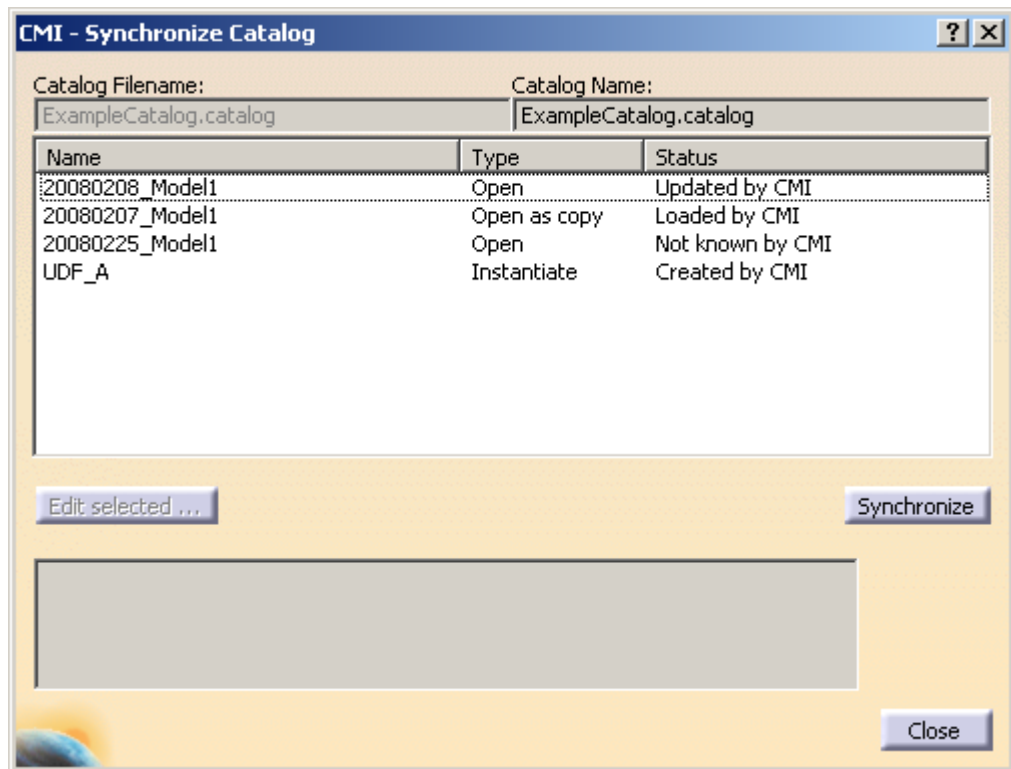 CMI - Synchronize Catalog
Catalog Filename: Catalog Name:
ExampleCatalog.catalog ExampleCatalog.catalog
Name Type Status
20080208_Model1 Open Updated by CMI
20080207_Model1 Open as copy Loaded by CMI
20080225_Model1 Open Not known by CMI
UDF_A Instantiate Created by CMI
Edit selected ... Synchronize
Close